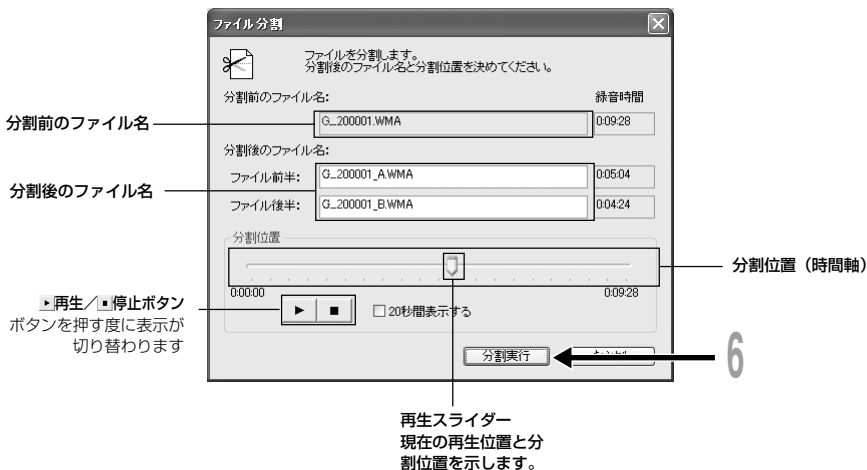 ファイル分割
ファイルを分割します。
分割後のファイル名と分割位置を決めてください。
分割前のファイル名:
録音時間
分割前のファイル名
G_200001.WMA
0:09:28
分割後のファイル名:
分割後のファイル名
ファイル前半:
G_200001_A.WMA
0:05:04
ファイル後半:
G_200001_B.WMA
0:04:24
分割位置
分割位置（時間軸）
0:00:00
0:09:28
再生／停止ボタン
ボタンを押す度に表示が
切り替わります
20秒間表示する
分割実行
6
再生スライダー
現在の再生位置と分
割位置を示します。